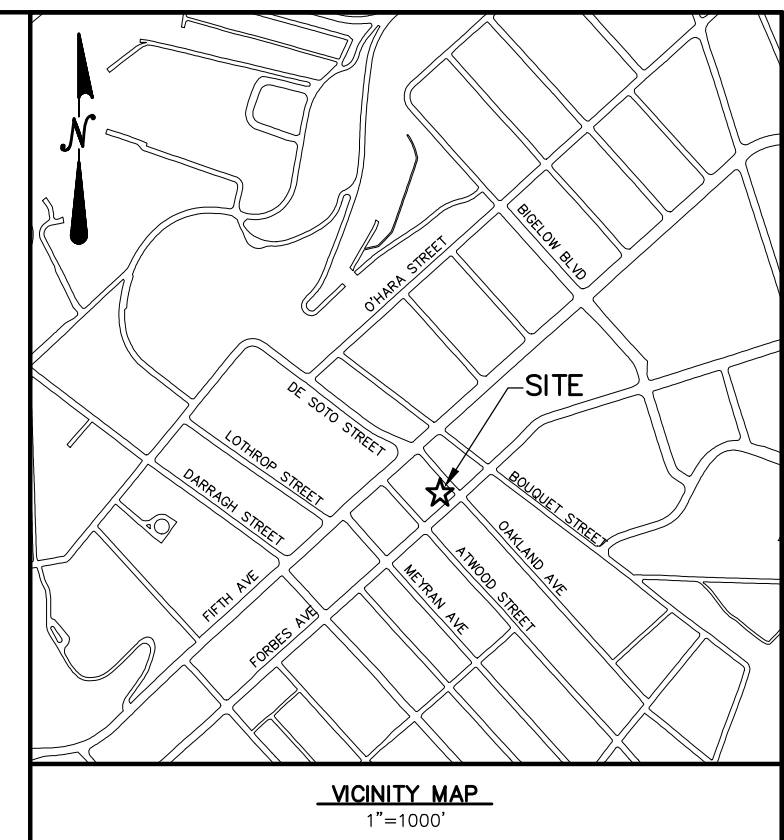 N
BIGELOW BLVD
O'HARA STREET
SITE
DE SOTO STREET
LOTHROP STREET
DARRAGH STREET
BOUQUET STREET
OAKLAND AVE
ATWOOD STREET
MEYRAN AVE
FIFTH AVE
FORBES AVE
VICINITY MAP
1"=1000'